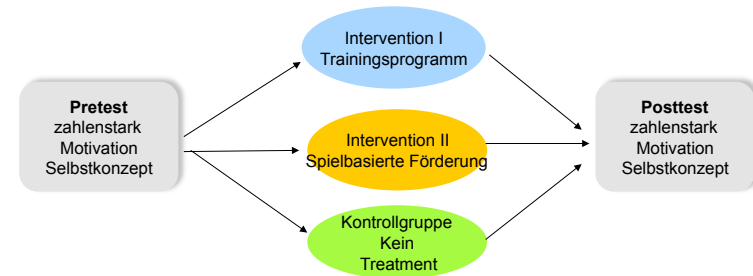 Pretest
zahlenstark
Motivation
Selbstkonzept
Intervention I
Trainingsprogramm
Intervention II
Spielbasierte Förderung
Kontrollgruppe
Kein
Treatment
Posttest
zahlenstark
Motivation
Selbstkonzept